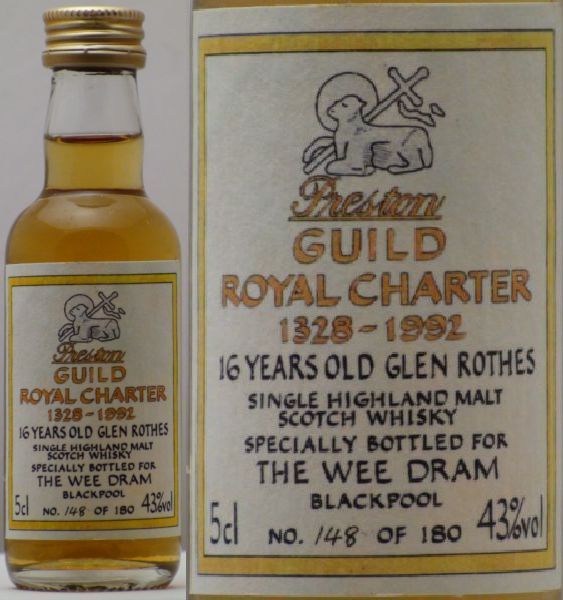 Preston
GUILD
ROYAL CHARTER
1328-1992
16 YEARS OLD GLEN ROTHES
SINGLE HIGHLAND MALT
SCOTCH WHISKY
SPECIALLY BOTTLED FOR
THE WEE DRAM
BLACKPOOL
5cl NO. 148 OF 180 43%vol
Preston
GUILD
ROYAL CHARTER
1328-1992
16 YEARS OLD GLEN ROTHES
SINGLE HIGHLAND MALT
SCOTCH WHISKY
SPECIALLY BOTTLED FOR
THE WEE DRAM
BLACKPOOL
5cl NO. 148 OF 180 43%vol